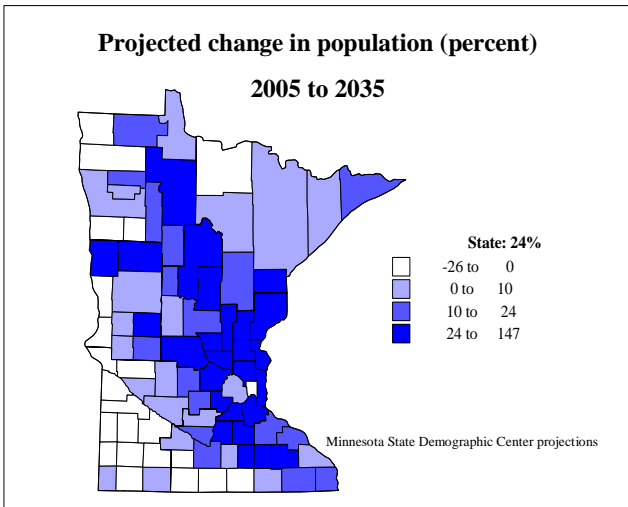 Projected change in population (percent)
2005 to 2035
State: 24%
-26 to 0
0 to 10
10 to 24
24 to 147
Minnesota State Demographic Center projections